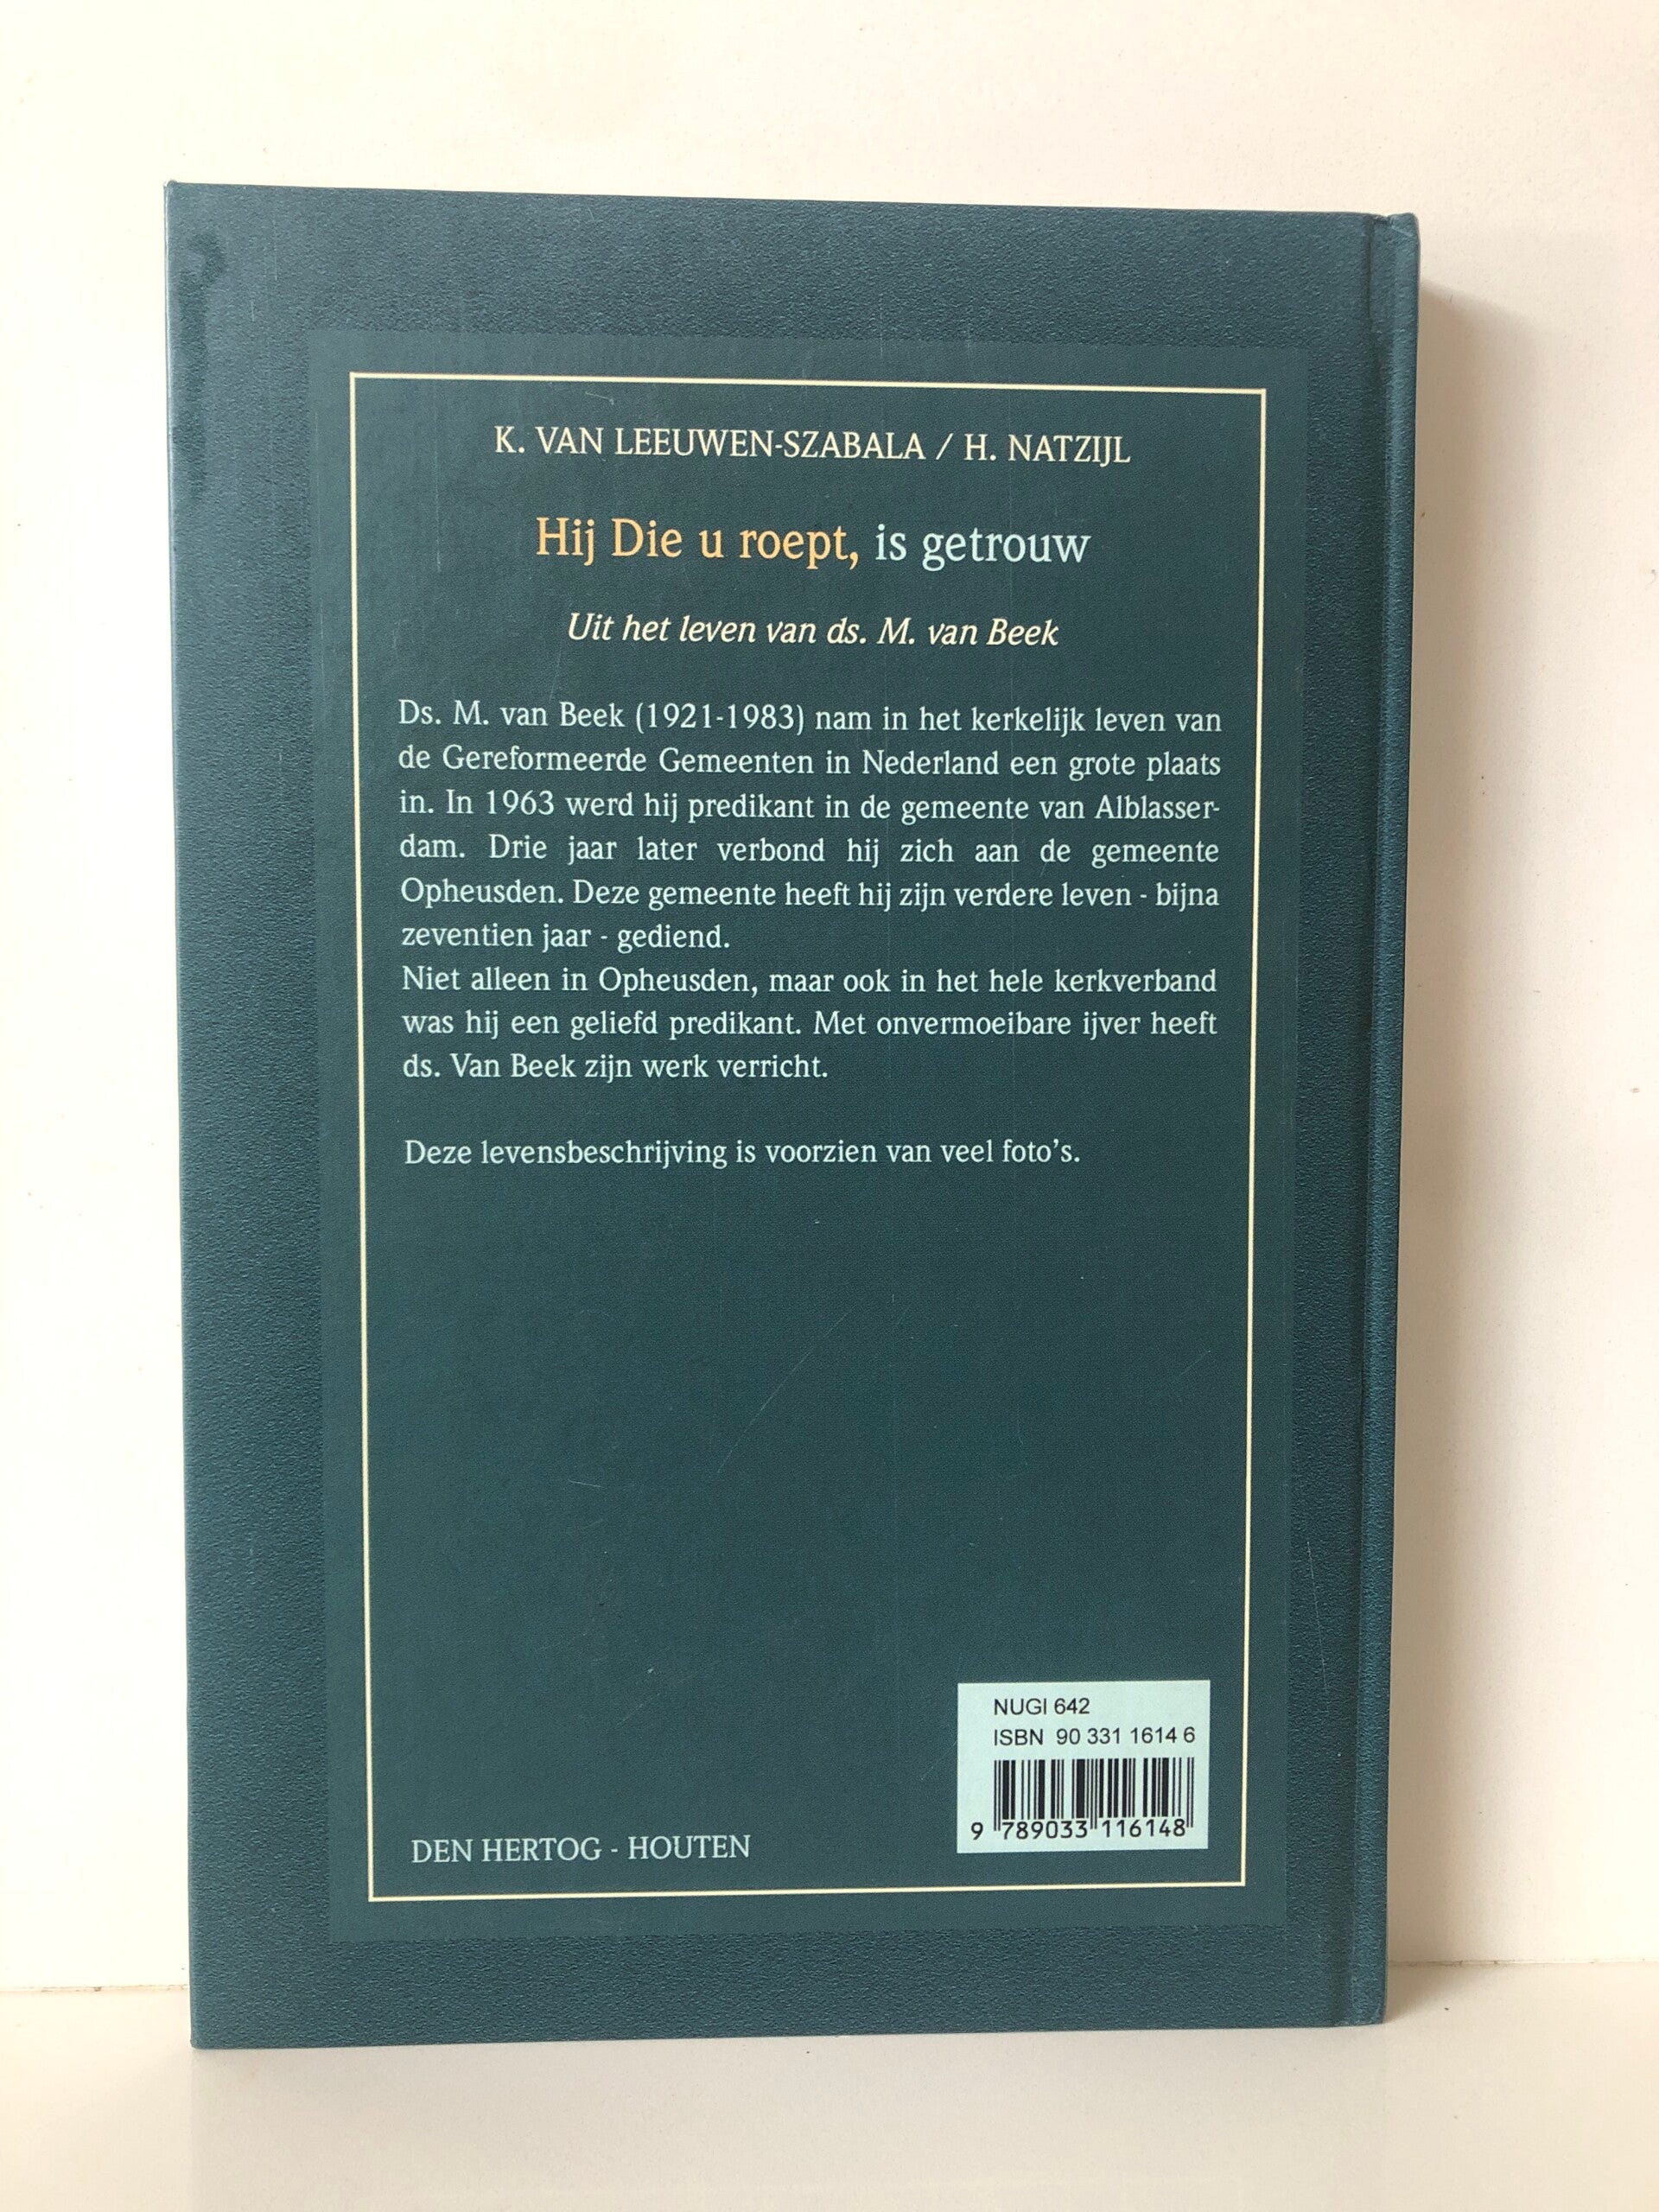 K. VAN LEEUWEN-SZABALA / H. NATZIJL
Hij Die u roept, is getrouw
Uit het leven van ds. M. van Beek
Ds. M. van Beek (1921-1983) nam in het kerkelijk leven van
de Gereformeerde Gemeenten in Nederland een grote plaats
in. In 1963 werd hij predikant in de gemeente van Alblasser-
dam. Drie jaar later verbond hij zich aan de gemeente
Opheusden. Deze gemeente heeft hij zijn verdere leven - bijna
zeventien jaar - gediend.
Niet alleen in Opheusden, maar ook in het hele kerkverband
was hij een geliefd predikant. Met onvermoeibare ijver heeft
ds. Van Beek zijn werk verricht.
Deze levensbeschrijving is voorzien van veel foto's.
NUGI 642
ISBN 90 331 1614 6
9 789033 116148
DEN HERTOG - HOUTEN